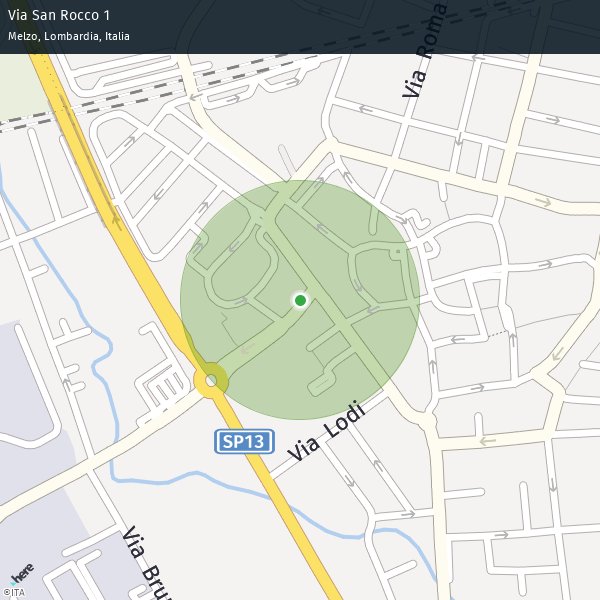 Via San Rocco 1
Melzo, Lombardia, Italia
Via Roma
SP13
Via Lodi
Via Bru
here
©ITA